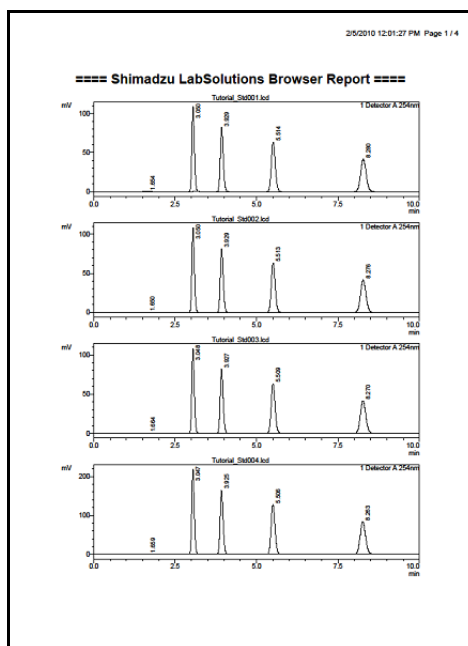 2/5/2010 12:01:27 PM Page 1 / 4
==== Shimadzu LabSolutions Browser Report ====
Tutorial_Std001.lcd
mV
1 Detector A 254nm
100
50
0
1.654
3.050
3.929
5.514
8.280
0.0 2.5 5.0 7.5 10.0
min
Tutorial_Std002.lcd
mV
1 Detector A 254nm
100
50
0
1.650
3.050
3.929
5.513
8.276
0.0 2.5 5.0 7.5 10.0
min
Tutorial_Std003.lcd
mV
1 Detector A 254nm
100
50
0
1.664
3.048
3.927
5.509
8.270
0.0 2.5 5.0 7.5 10.0
min
Tutorial_Std004.lcd
mV
1 Detector A 254nm
200
100
0
1.659
3.047
3.925
8.263
0.0 2.5 5.0 7.5 10.0
min